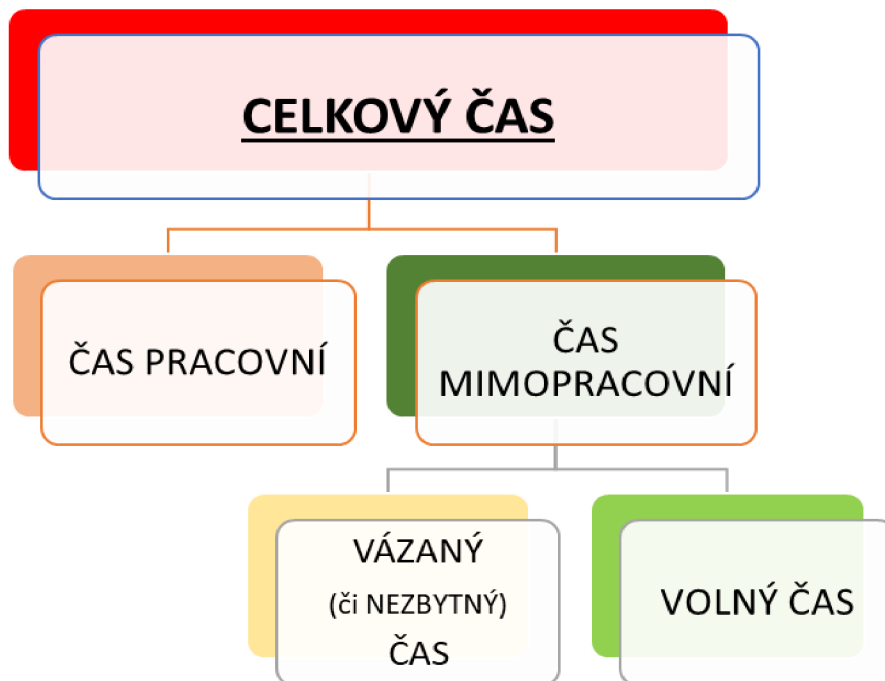 CELKOVÝ ČAS
ČAS PRACOVNÍ
ČAS
MIMOPRACOVNÍ
VÁZANÝ
(či NEZBYTNÝ)
ČAS
VOLNÝ ČAS